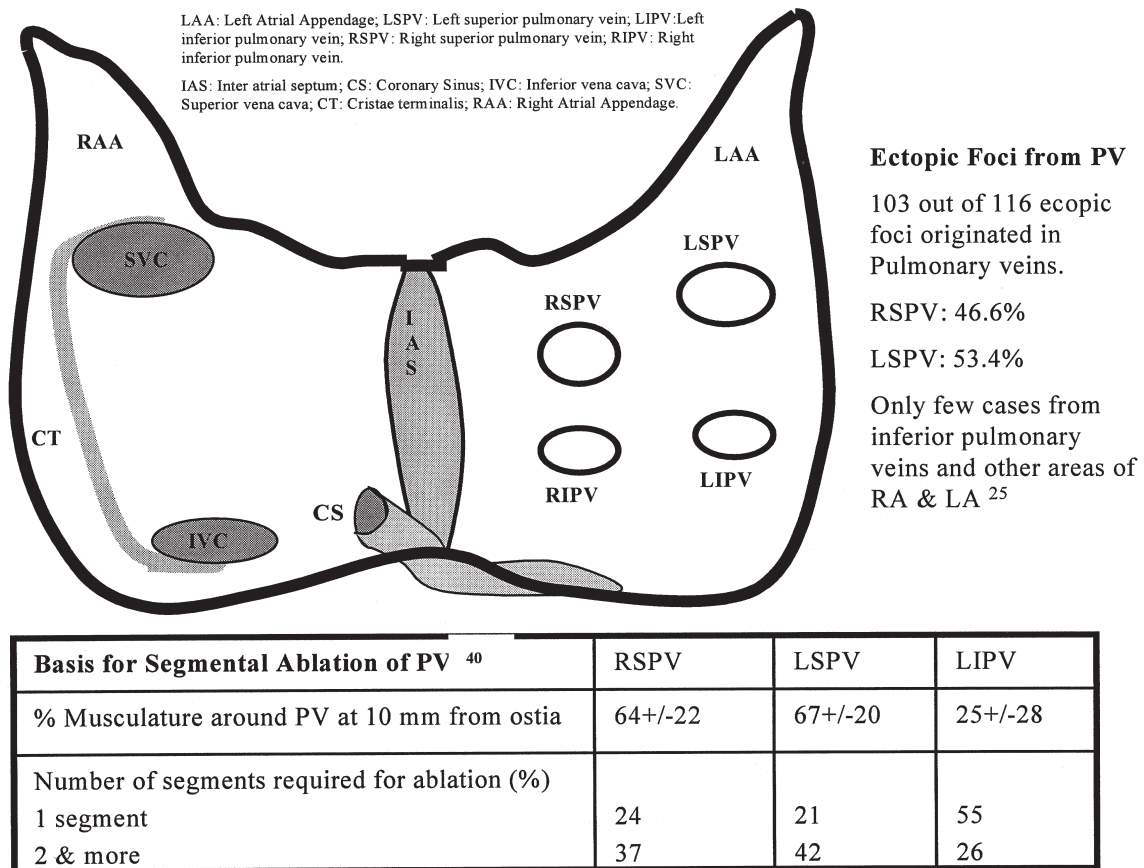 LAA: Left Atrial Appendage; LSPV: Left superior pulmonary vein; LIPV:Left
inferior pulmonary vein; RSPV: Right superior pulmonary vein; RIPV: Right
inferior pulmonary vein.
IAS: Inter atrial septum; CS: Coronary Sinus; IVC: Inferior vena cava; SVC:
Superior vena cava; CT: Cristae terminalis; RAA: Right Atrial Appendage.
RAA
LAA
SVC
LSPV
RSPV
I
A
S
CT
RIPV
LIPV
CS
IVC
Ectopic Foci from PV
103 out of 116 ecopic
foci originated in
Pulmonary veins.
RSPV: 46.6%
LSPV: 53.4%
Only few cases from
inferior pulmonary
veins and other areas of
RA & LA 25
Basis for Segmental Ablation of PV 40 RSPV LSPV LIPV
% Musculature around PV at 10 mm from ostia 64+/-22 67+/-20 25+/-28
Number of segments required for ablation (%)
1 segment 24 21 55
2 & more 37 42 26